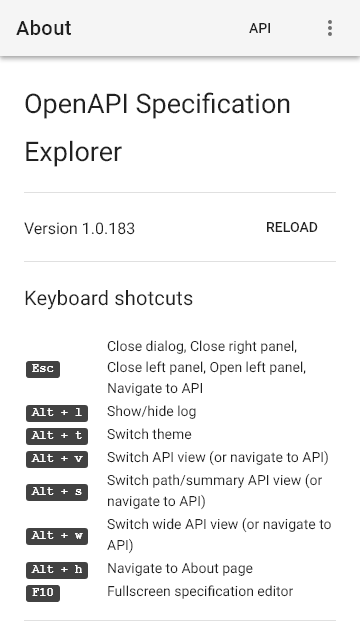 About
API
OpenAPI Specification
Explorer
Version 1.0.183
RELOAD
Keyboard shotcuts
Close dialog, Close right panel,
Close left panel, Open left panel,
Navigate to API
Esc
Alt + l Show/hide log
Alt + t Switch theme
Alt + v Switch API view (or navigate to API)
Alt + s Switch path/summary API view (or
navigate to API)
Alt + w Switch wide API view (or navigate to
API)
Alt + h Navigate to About page
F10 Fullscreen specification editor